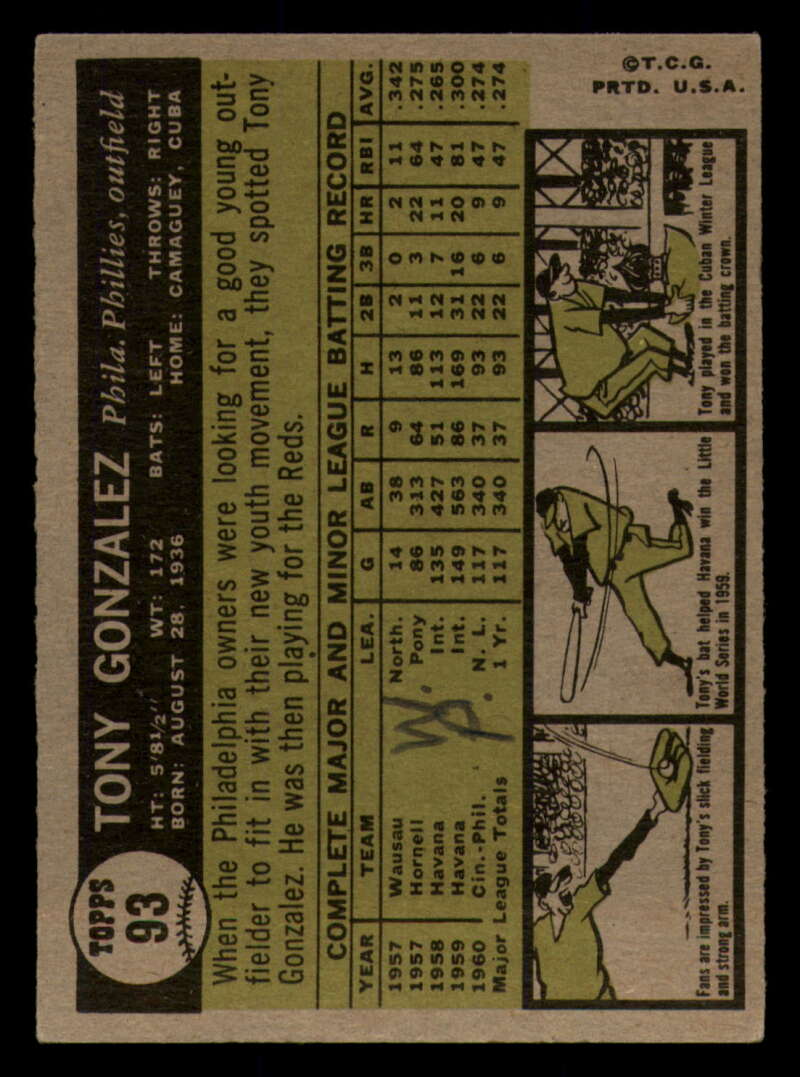 TOPPS
93
TONY GONZALEZ Phila. Phillies, outfield
HT: 5'8½" WT: 172 BATS: LEFT THROWS: RIGHT
BORN: AUGUST 28, 1936 HOME: CAMAGUEY, CUBA
When the Philadelphia owners were looking for a good young out-
fielder to fit in with their new youth movement, they spotted Tony
Gonzalez. He was then playing for the Reds.
COMPLETE MAJOR AND MINOR LEAGUE BATTING RECORD
YEAR TEAM LEA. G AB R H 2B 3B HR RBI AVG.
1957 Wausau North. 14 38 9 13 2 0 2 11 .342
1957 Hornell Pony 86 313 64 86 11 3 22 64 .275
1958 Havana Int. 135 427 51 113 12 7 11 47 .265
1959 Havana Int. 149 563 86 169 31 16 20 81 .300
1960 Cin.-Phil. N. L. 117 340 37 93 22 6 9 47 .274
Major League Totals 1 Yr. 117 340 37 93 22 6 9 47 .274
Fans are impressed by Tony's slick fielding
and strong arm.
Tony's bat helped Havana win the Little
World Series in 1959.
Tony played in the Cuban Winter League
and won the batting crown.
©T.C.G.
PRTD. U.S.A.